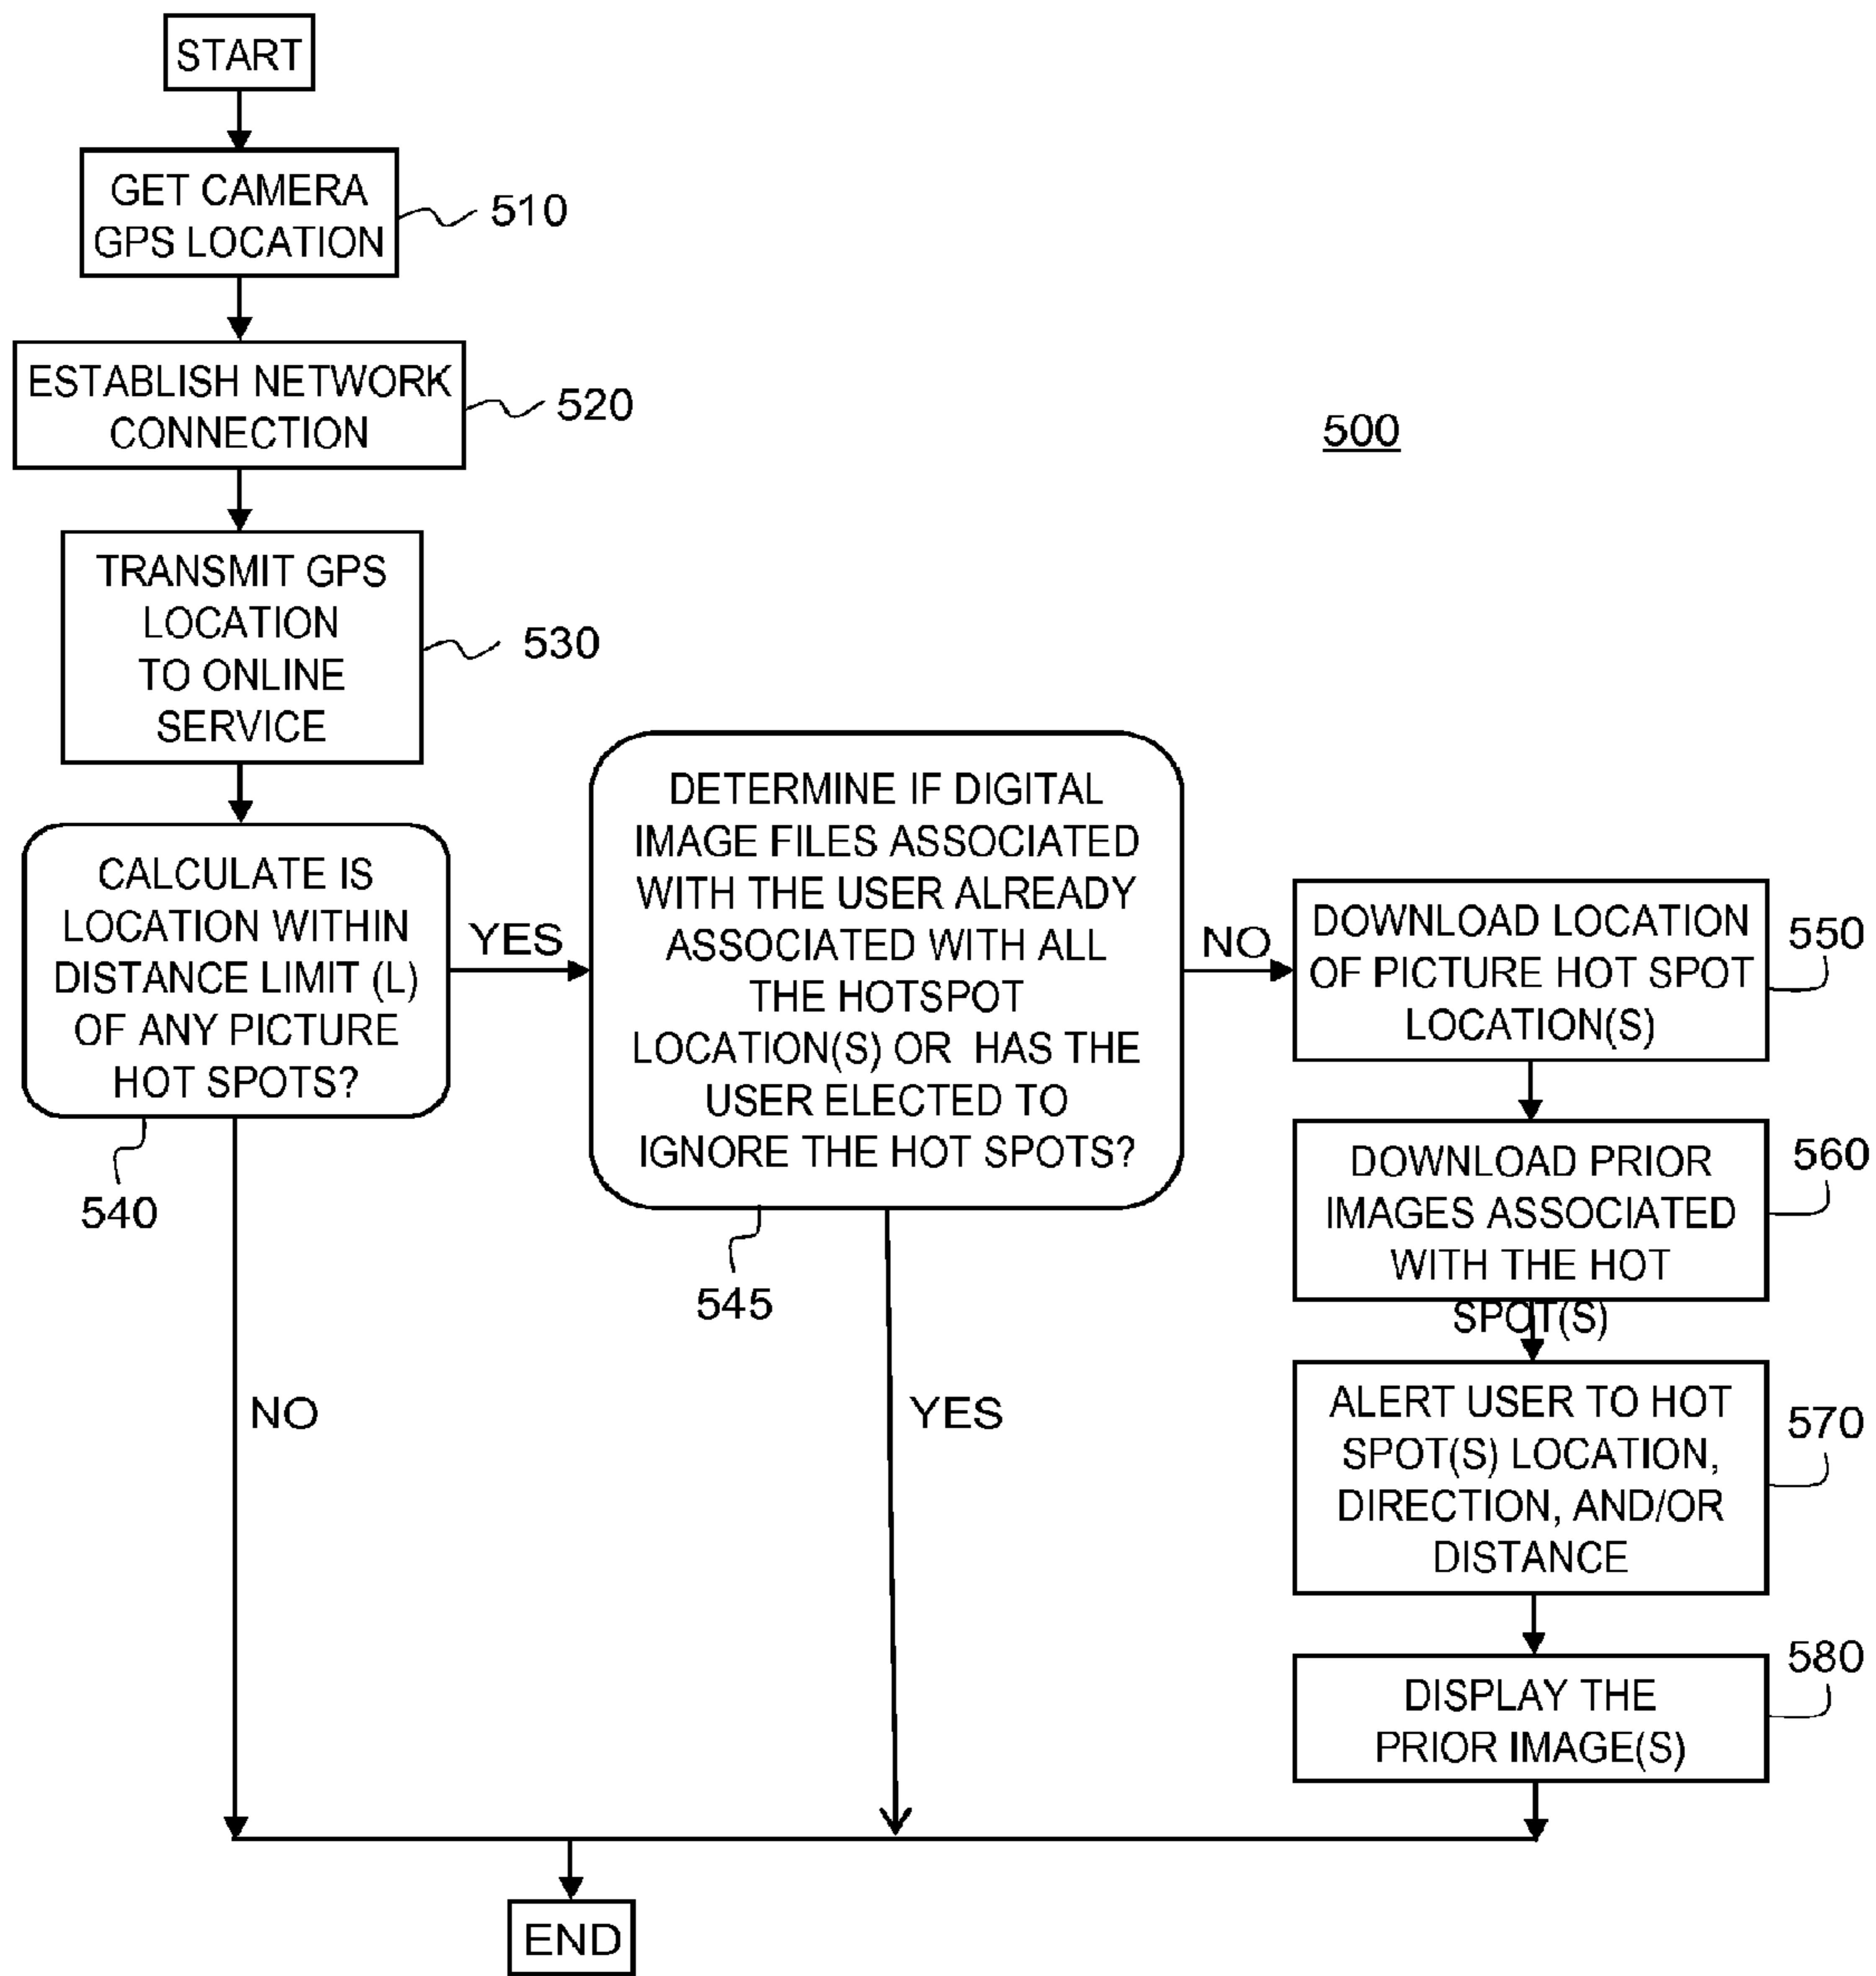 START
GET CAMERA
GPS LOCATION
510
ESTABLISH NETWORK
CONNECTION
520
500
TRANSMIT GPS
LOCATION
TO ONLINE
SERVICE
530
CALCULATE IS
LOCATION WITHIN
DISTANCE LIMIT (L)
OF ANY PICTURE
HOT SPOTS?
540
YES
NO
DETERMINE IF DIGITAL
IMAGE FILES ASSOCIATED
WITH THE USER ALREADY
ASSOCIATED WITH ALL
THE HOTSPOT
LOCATION(S) OR HAS THE
USER ELECTED TO
IGNORE THE HOT SPOTS?
545
NO
YES
DOWNLOAD LOCATION
OF PICTURE HOT SPOT
LOCATION(S)
550
DOWNLOAD PRIOR
IMAGES ASSOCIATED
WITH THE HOT
SPOT(S)
560
ALERT USER TO HOT
SPOT(S) LOCATION,
DIRECTION, AND/OR
DISTANCE
570
DISPLAY THE
PRIOR IMAGE(S)
580
END